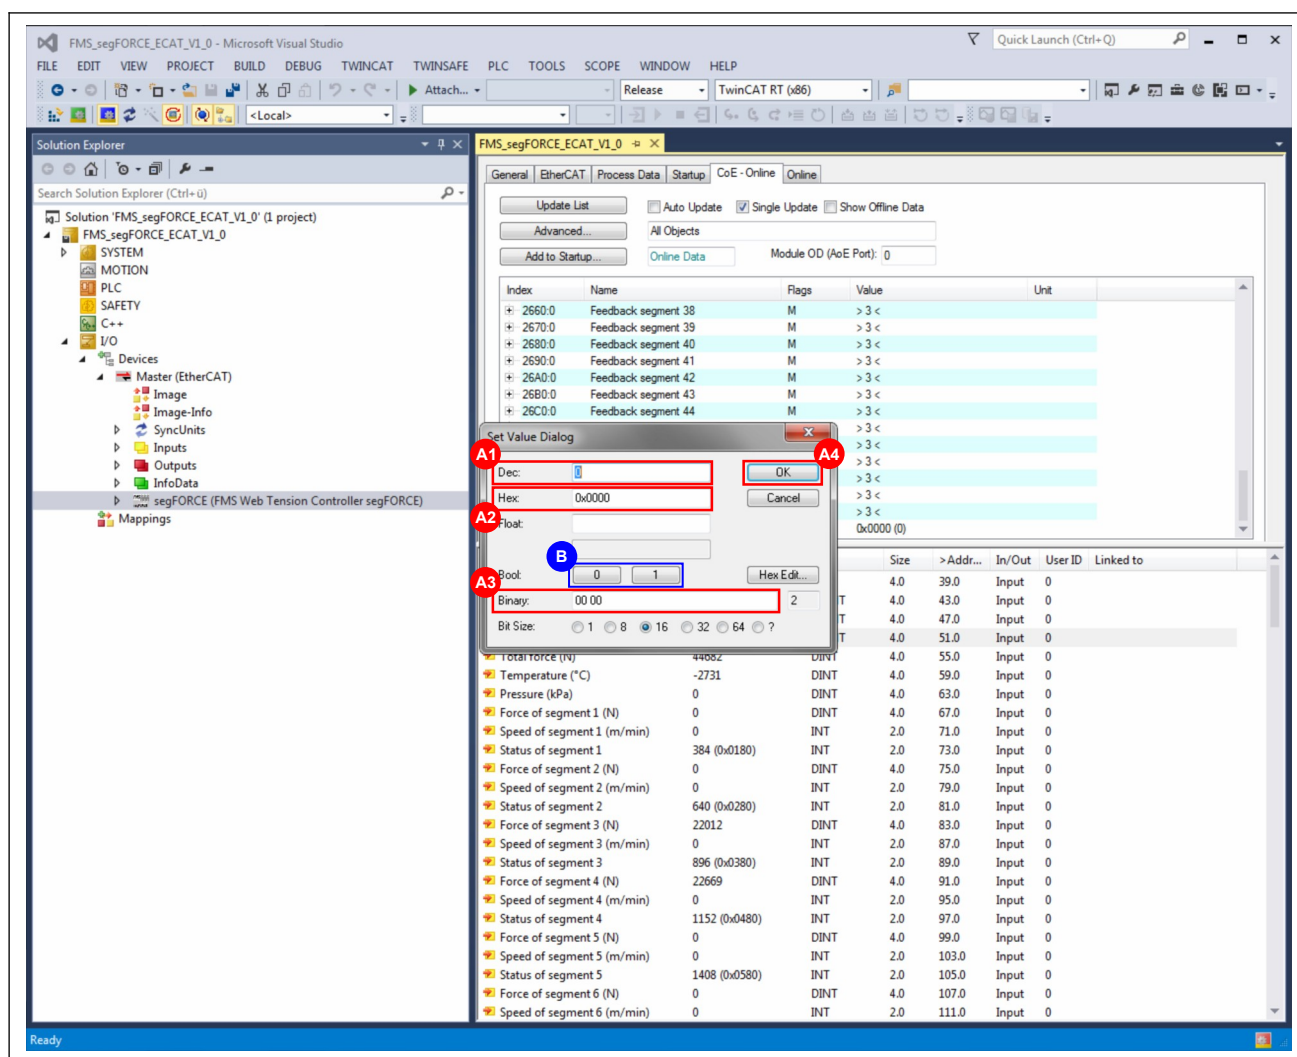 FMS_segFORCE_ECAT_V1_0 - Microsoft Visual Studio
Quick Launch (Ctrl+Q)
FILE EDIT VIEW PROJECT BUILD DEBUG TWINCAT TWINSAFE PLC TOOLS SCOPE WINDOW HELP
Attach... Release TwinCAT RT (x86)
<Local>
Solution Explorer
Search Solution Explorer (Ctrl+ü)
Solution 'FMS_segFORCE_ECAT_V1_0' (1 project)
FMS_segFORCE_ECAT_V1_0
SYSTEM
MOTION
PLC
SAFETY
C++
I/O
Devices
Master (EtherCAT)
Image
Image-Info
SyncUnits
Inputs
Outputs
InfoData
segFORCE (FMS Web Tension Controller segFORCE)
Mappings
FMS_segFORCE_ECAT_V1_0
General EtherCAT Process Data Startup CoE - Online Online
Update List Auto Update Single Update Show Offline Data
Advanced... All Objects
Add to Startup... Online Data Module OD (AoE Port): 0
Index Name Flags Value Unit
2660:0 Feedback segment 38 M > 3 <
2670:0 Feedback segment 39 M > 3 <
2680:0 Feedback segment 40 M > 3 <
2690:0 Feedback segment 41 M > 3 <
26A0:0 Feedback segment 42 M > 3 <
26B0:0 Feedback segment 43 M > 3 <
26C0:0 Feedback segment 44 M > 3 <
> 3 <
> 3 <
> 3 <
> 3 <
> 3 <
> 3 <
0x0000 (0)
Set Value Dialog
A1
A4
Dec: 0 OK
Hex: 0x0000 Cancel
A2
Float:
B
Bool: 0 1 Hex Edit...
A3
Binary: 00 00 2
Bit Size: 1 8 16 32 64 ?
Size >Addr... In/Out User ID Linked to
4.0 39.0 Input 0
T 4.0 43.0 Input 0
T 4.0 47.0 Input 0
T 4.0 51.0 Input 0
Total force (N) 44682 DINT 4.0 55.0 Input 0
Temperature (°C) -2731 DINT 4.0 59.0 Input 0
Pressure (kPa) 0 DINT 4.0 63.0 Input 0
Force of segment 1 (N) 0 DINT 4.0 67.0 Input 0
Speed of segment 1 (m/min) 0 INT 2.0 71.0 Input 0
Status of segment 1 384 (0x0180) INT 2.0 73.0 Input 0
Force of segment 2 (N) 0 DINT 4.0 75.0 Input 0
Speed of segment 2 (m/min) 0 INT 2.0 79.0 Input 0
Status of segment 2 640 (0x0280) INT 2.0 81.0 Input 0
Force of segment 3 (N) 22012 DINT 4.0 83.0 Input 0
Speed of segment 3 (m/min) 0 INT 2.0 87.0 Input 0
Status of segment 3 896 (0x0380) INT 2.0 89.0 Input 0
Force of segment 4 (N) 22669 DINT 4.0 91.0 Input 0
Speed of segment 4 (m/min) 0 INT 2.0 95.0 Input 0
Status of segment 4 1152 (0x0480) INT 2.0 97.0 Input 0
Force of segment 5 (N) 0 DINT 4.0 99.0 Input 0
Speed of segment 5 (m/min) 0 INT 2.0 103.0 Input 0
Status of segment 5 1408 (0x0580) INT 2.0 105.0 Input 0
Force of segment 6 (N) 0 DINT 4.0 107.0 Input 0
Speed of segment 6 (m/min) 0 INT 2.0 111.0 Input 0
Ready